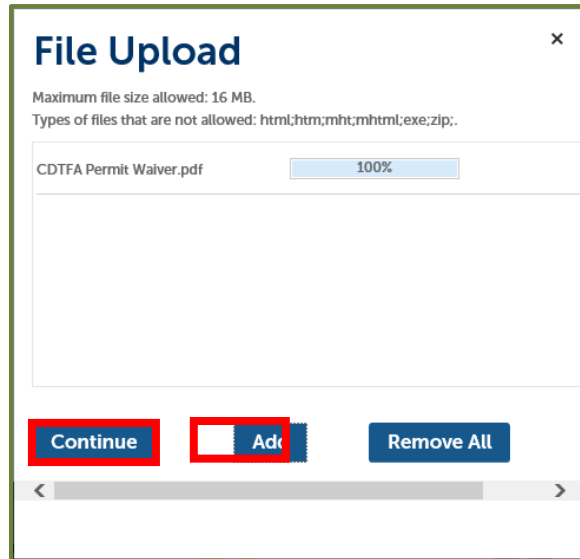 File Upload
×
Maximum file size allowed: 16 MB.
Types of files that are not allowed: html;htm;mht;mhtml;exe;zip;.
CDTFA Permit Waiver.pdf 100%
Continue Add Remove All